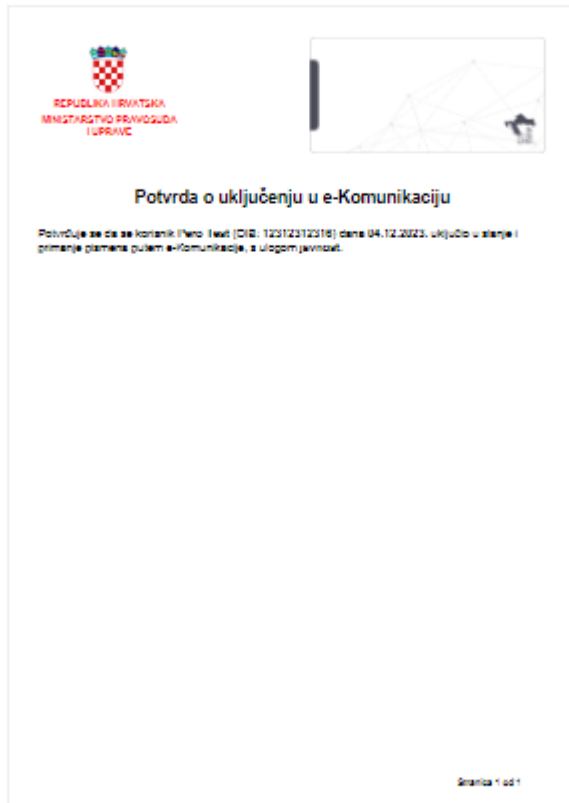 REPUBLIKA HRVATSKA
MINISTARSTVO PRAVOSUĐA
I UPRAVE
Potvrda o uključenju u e-Komunikaciju
Potvrđuje se da se korisnik Pero Test (OIB: 12312312316) dana 04.12.2023. uključio u slanje i
primanje pismena putem e-Komunikacije, s ulogom javnost.
Stranica 1 od 1